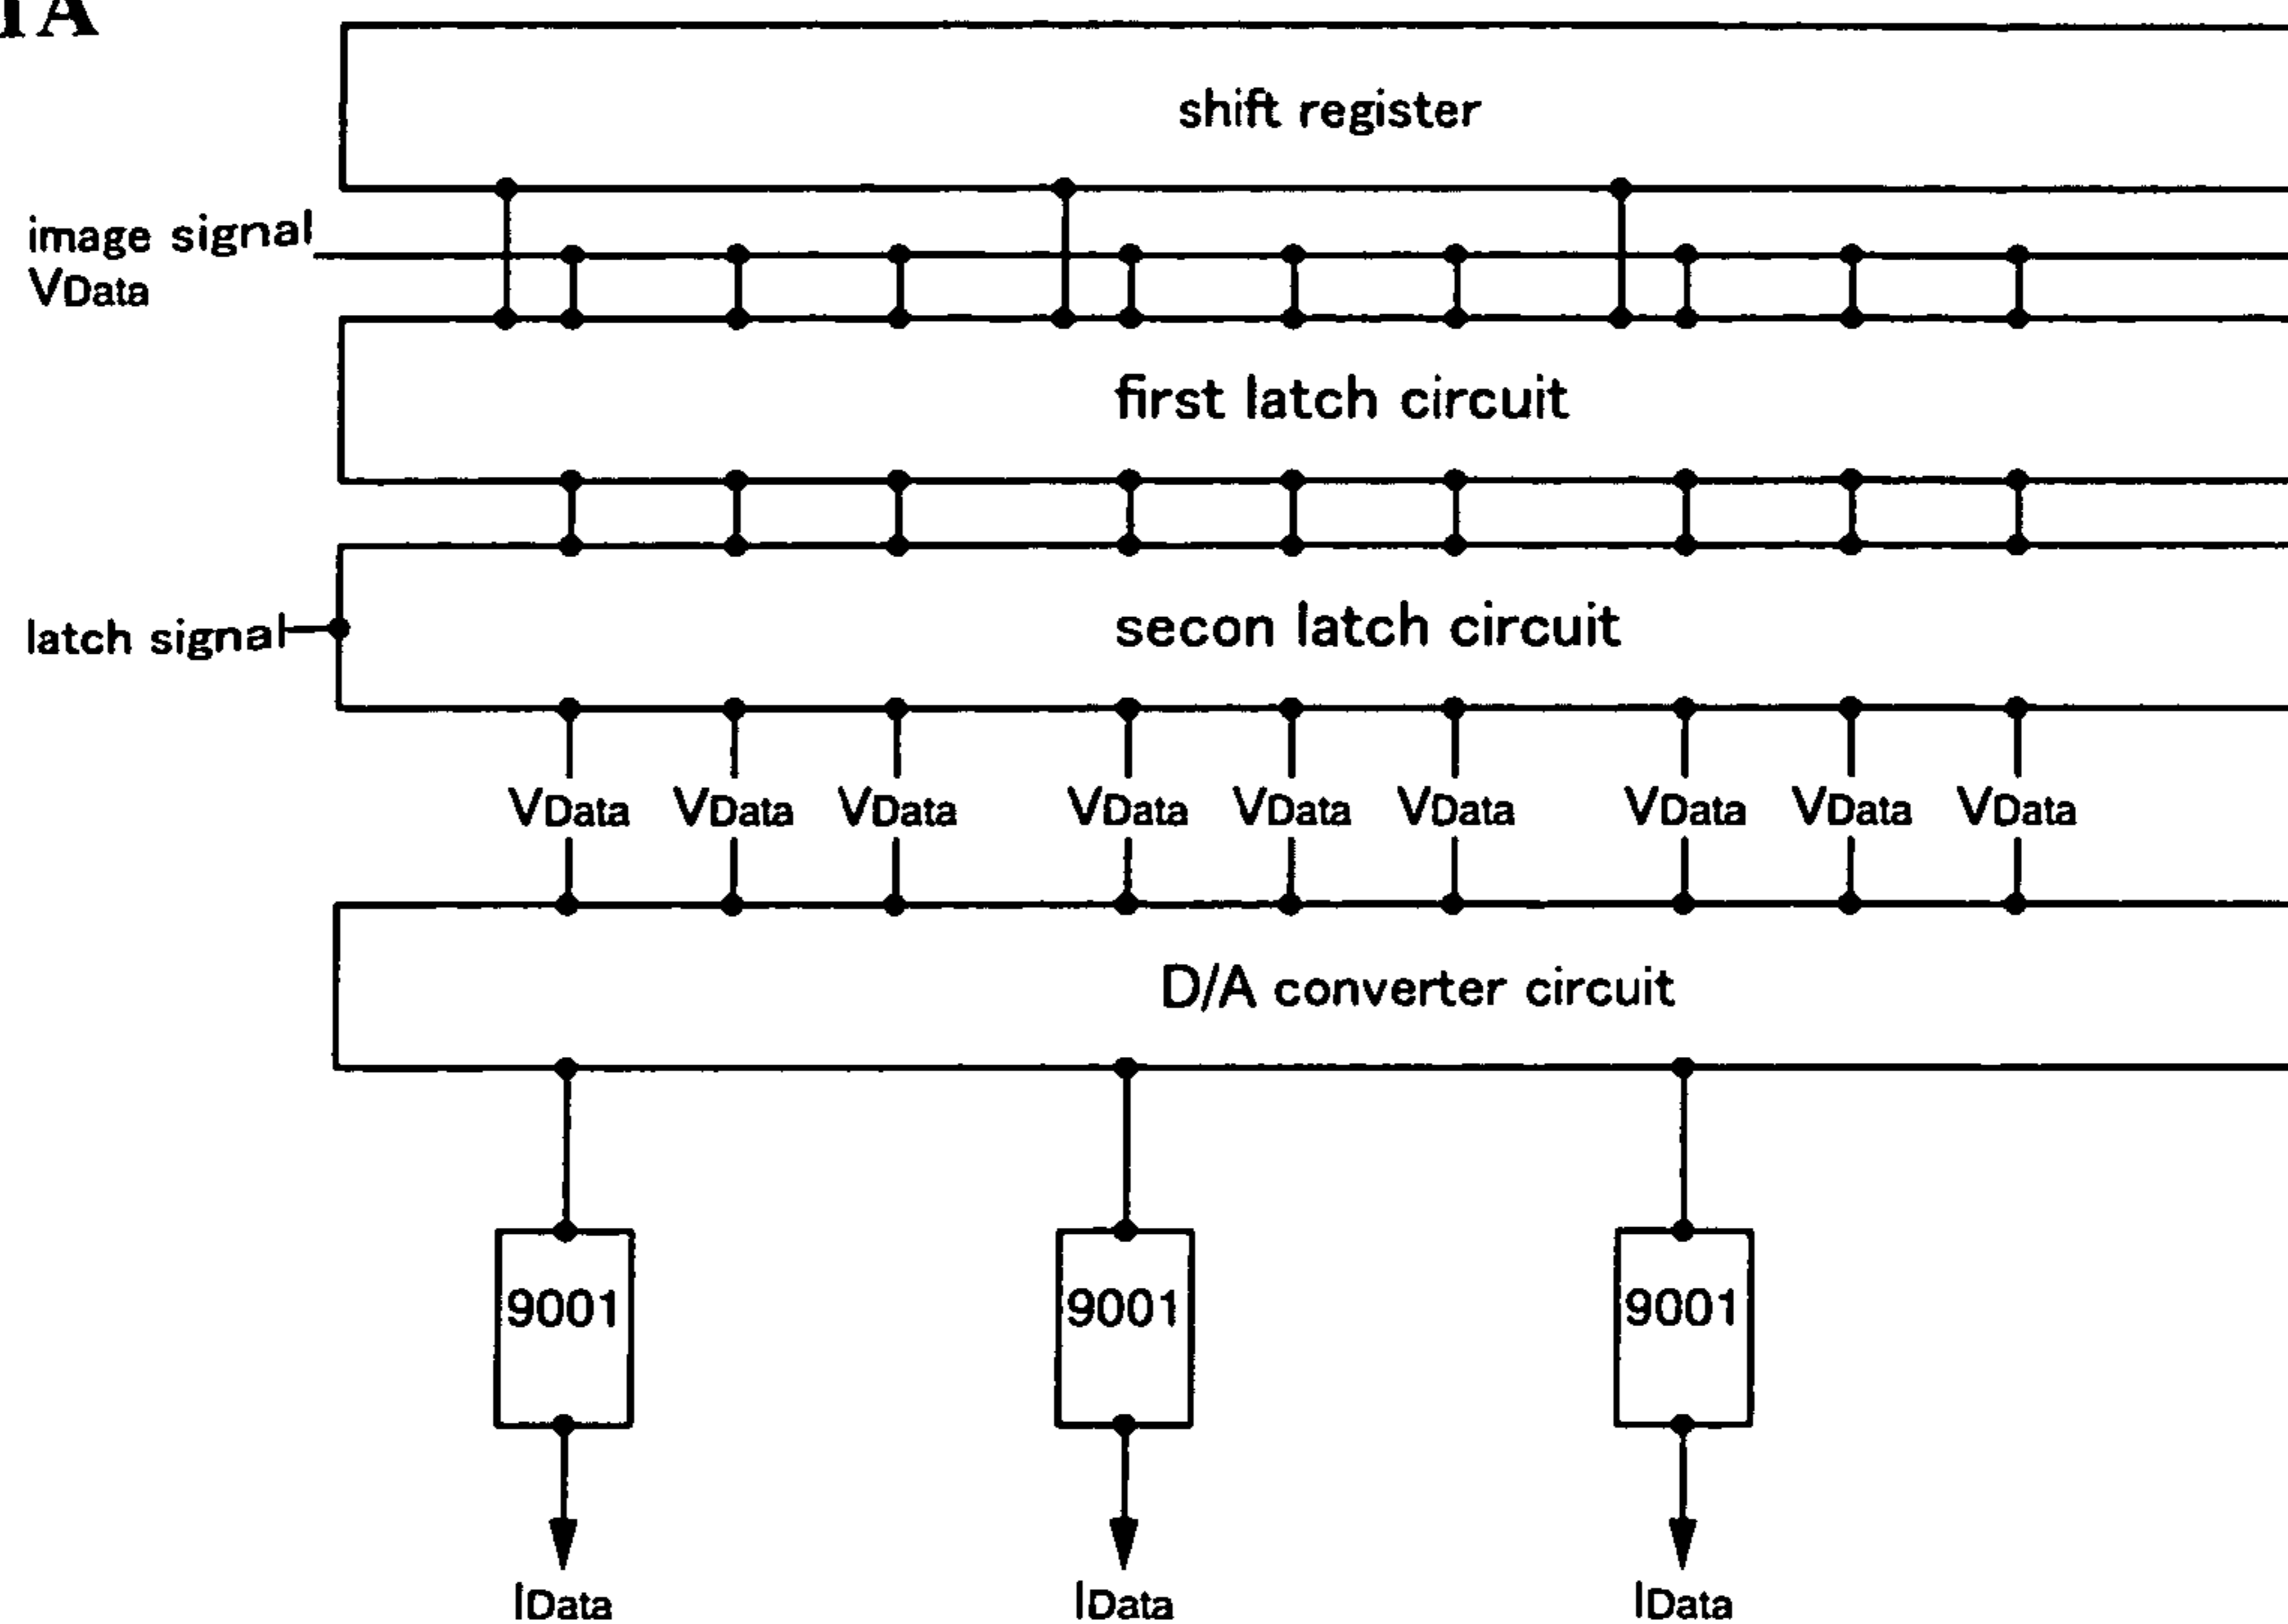 1A
shift register
image signal
VData
first latch circuit
latch signal
secon latch circuit
VData VData VData VData VData VData VData VData VData
D/A converter circuit
9001 9001 9001
IData IData IData